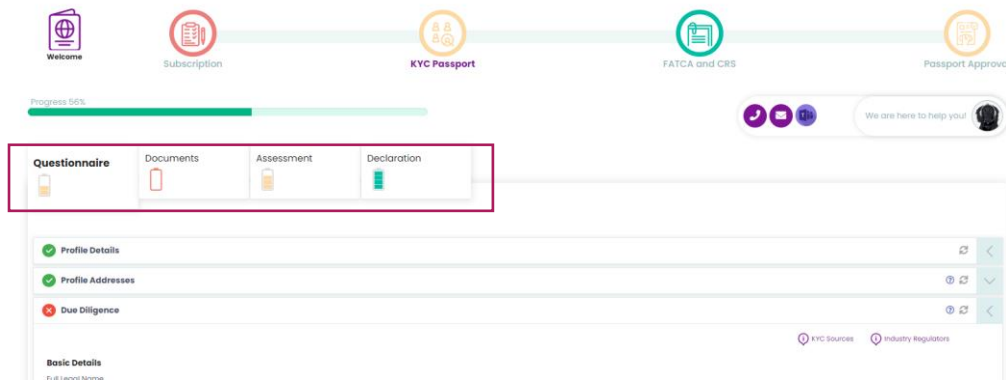 Welcome
Subscription
KYC Passport
FATCA and CRS
Passport Approva
Progress 56%
We are here to help you!
Questionnaire
Documents
Assessment
Declaration
Profile Details
Profile Addresses
Due Diligence
KYC Sources
Industry Regulators
Basic Details
Full Legal Name